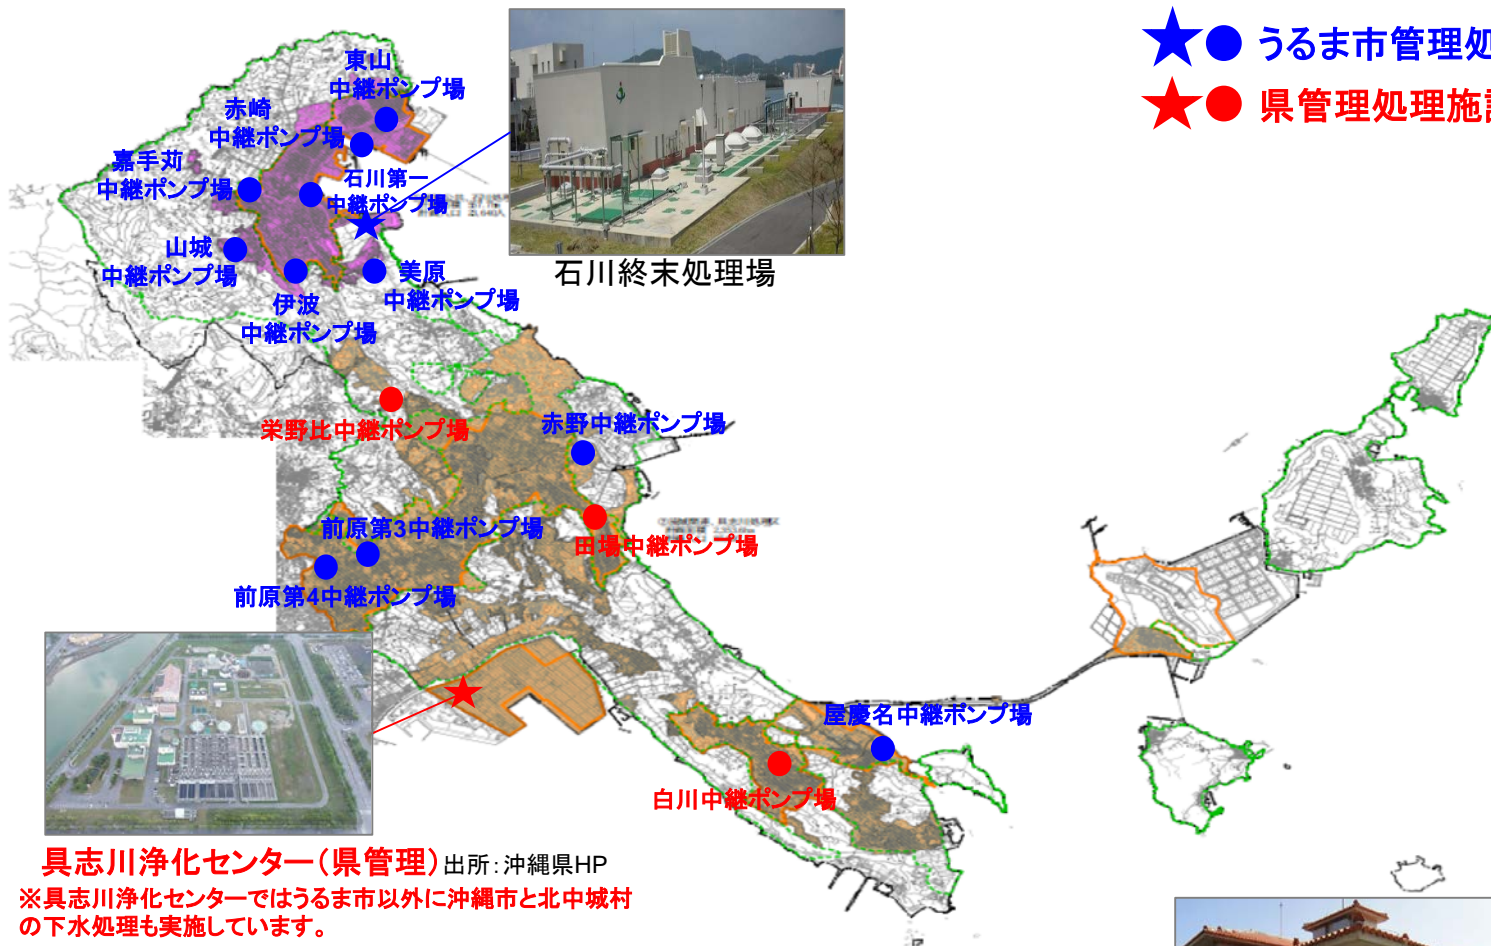 うるま市管理処
県管理処理施設
東山
中継ポンプ場
赤崎
中継ポンプ場
嘉手苅
中継ポンプ場
石川第一
中継ポンプ場
山城
中継ポンプ場
美原
中継ポンプ場
伊波
中継ポンプ場
石川終末処理場
栄野比中継ポンプ場
赤野中継ポンプ場
前原第3中継ポンプ場
田場中継ポンプ場
前原第4中継ポンプ場
屋慶名中継ポンプ場
白川中継ポンプ場
具志川浄化センター(県管理)出所:沖縄県HP
※具志川浄化センターではうるま市以外に沖縄市と北中城村
の下水処理も実施しています。